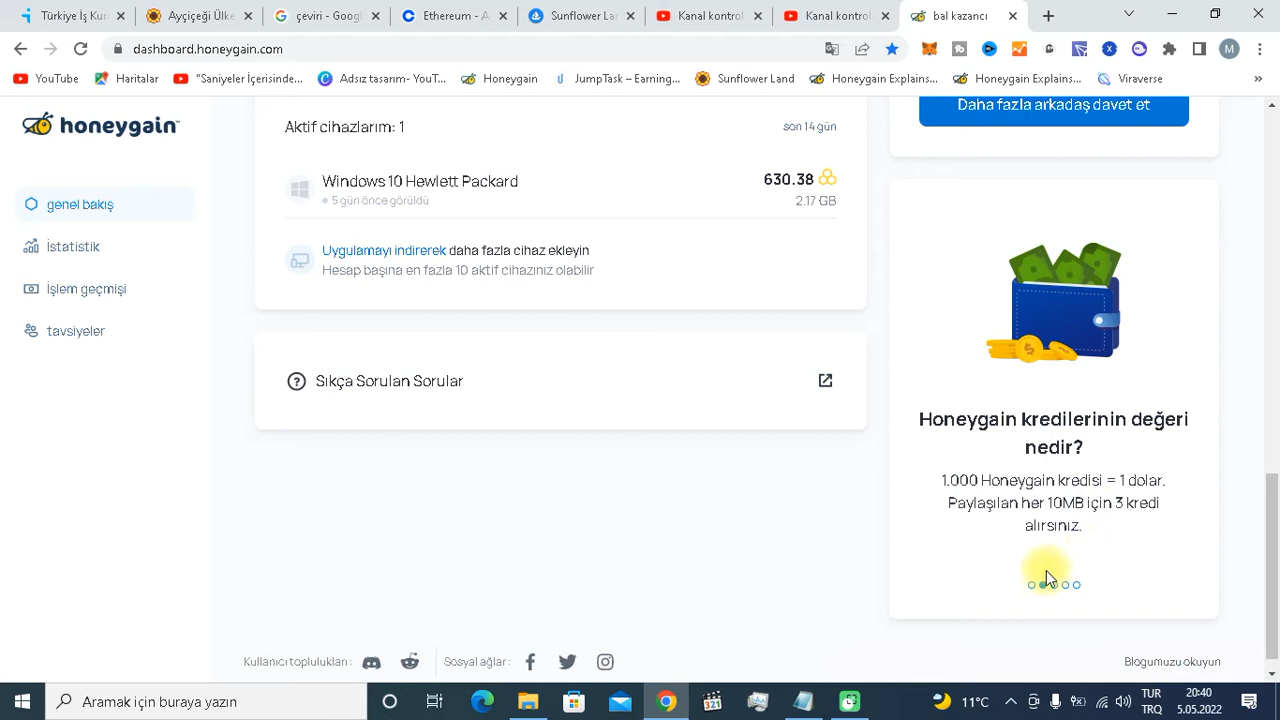 Türkiye İş Kun
Ayçiçeği Ülk
çeviri - Googl
Ethereum - A
Sunflower Lan
Kanal kontrol
Kanal kontrol
bal kazancı
dashboard.honeygain.com
M
YouTube
Haritalar
"Saniyeler İçerisinde...
Adsız tasarım- YouT...
Honeygain
JumpTask – Earning...
Sunflower Land
Honeygain Explains...
Honeygain Explains...
Viraverse
honeygain
genel bakış
İstatistik
İşlem geçmişi
tavsiyeler
Aktif cihazlarım: 1
son 14 gün
Windows 10 Hewlett Packard
630.38
5 gün önce görüldü
2.17 GB
Uygulamayı indirerek daha fazla cihaz ekleyin
Hesap başına en fazla 10 aktif cihazınız olabilir
Sıkça Sorulan Sorular
Daha fazla arkadaş davet et
Honeygain kredilerinin değeri
nedir?
1.000 Honeygain kredisi = 1 dolar.
Paylaşılan her 10MB için 3 kredi
alırsınız.
Kullanıcı toplulukları:
Sosyal ağlar:
Blogumuzu okuyun
Aramak için buraya yazın
321
11°C
TUR
TRQ
20:40
5.05.2022